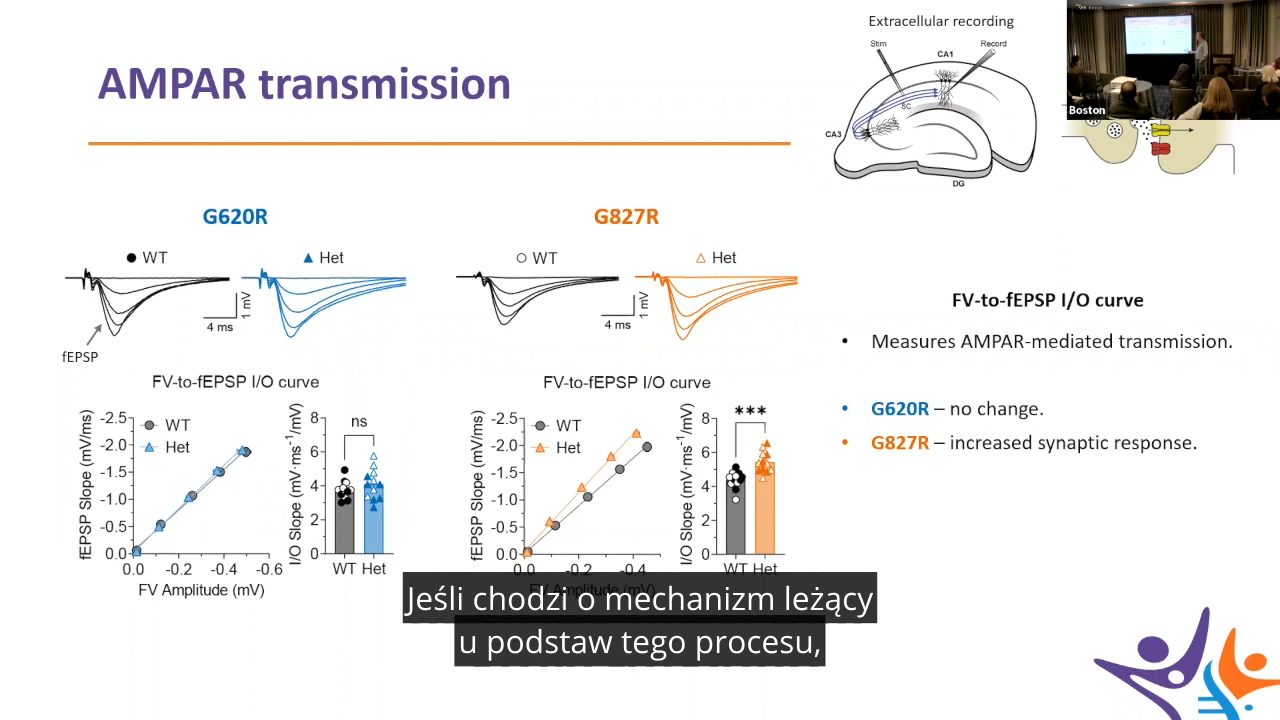 AMPAR transmission
Extracellular recording
Stim
CA1
Record
SC
CA3
DG
Boston
G620R
WT
Het
4 ms
1 mV
fEPSP
FV-to-fEPSP I/O curve
fEPSP Slope (mV/ms)
-2.5
-2.0
-1.5
-1.0
-0.5
0.0
WT
Het
0.0 -0.2 -0.4 -0.6
FV Amplitude (mV)
I/O Slope (mV·ms⁻¹/mV)
8
6
4
2
0
ns
WT Het
G827R
WT
Het
4 ms
1 mV
FV-to-fEPSP I/O curve
fEPSP Slope (mV/ms)
-2.5
-2.0
-1.5
-1.0
-0.5
0.0
WT
Het
0.0 -0.2 -0.4
FV Amplitude (mV)
I/O Slope (mV·ms⁻¹/mV)
8
6
4
2
0
***
WT Het
FV-to-fEPSP I/O curve
• Measures AMPAR-mediated transmission.
• G620R – no change.
• G827R – increased synaptic response.
Jeśli chodzi o mechanizm leżący
u podstaw tego procesu,